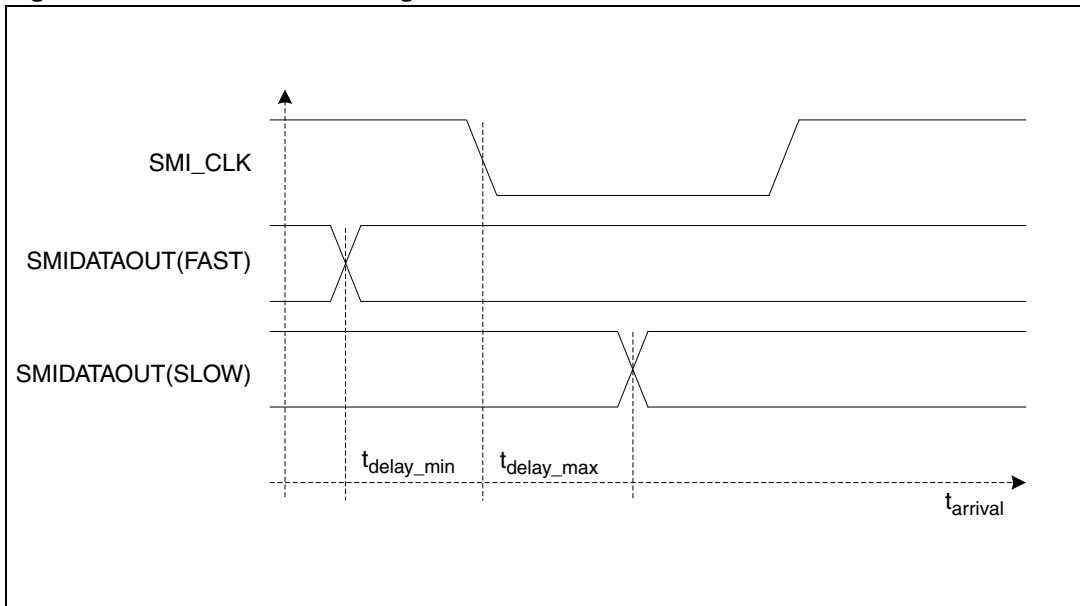 SMI_CLK
SMIDATAOUT(FAST)
SMIDATAOUT(SLOW)
tdelay_min tdelay_max
tarrival